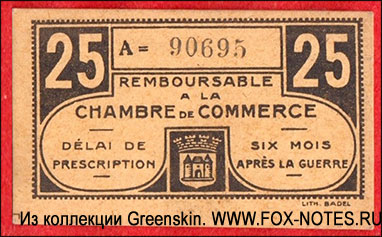 25 A= 90695 25
REMBOURSABLE
A LA
CHAMBRE DE COMMERCE
DÉLAI DE
PRESCRIPTION
SIX MOIS
APRÈS LA GUERRE
LITH. BADEL
Из коллекции Greenskin. WWW.FOX-NOTES.RU